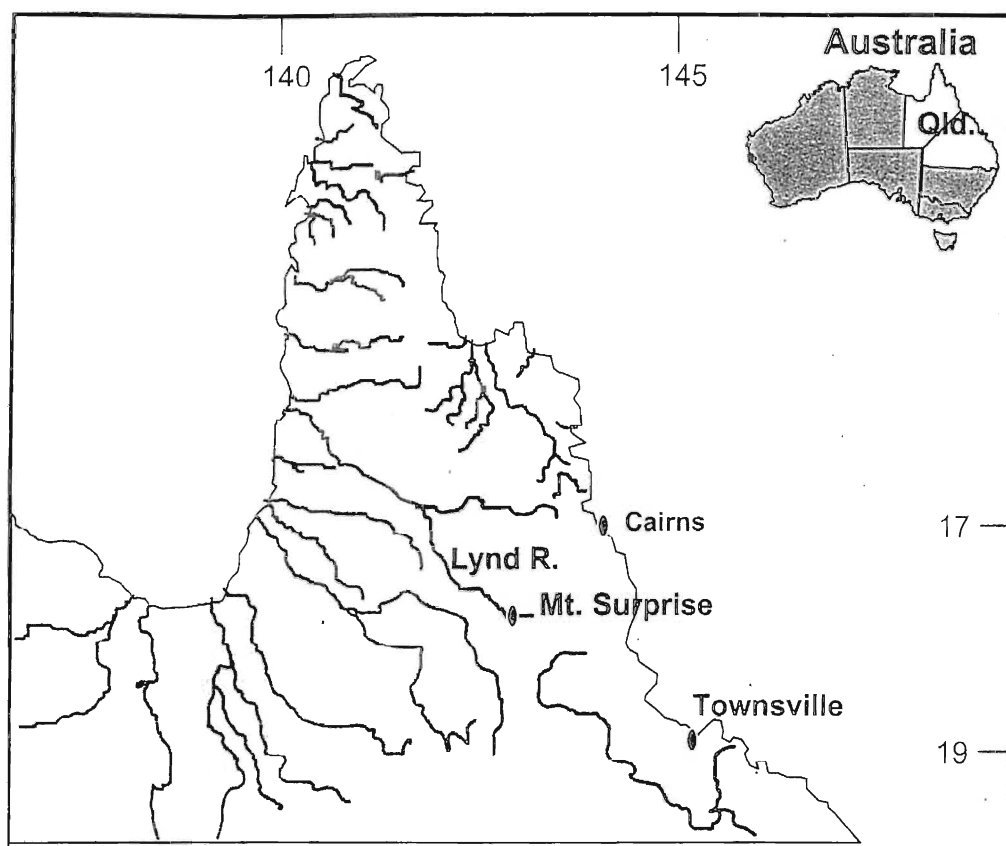 140
145
Australia
Qld.
Cairns
17
Lynd R.
Mt. Surprise
Townsville
19